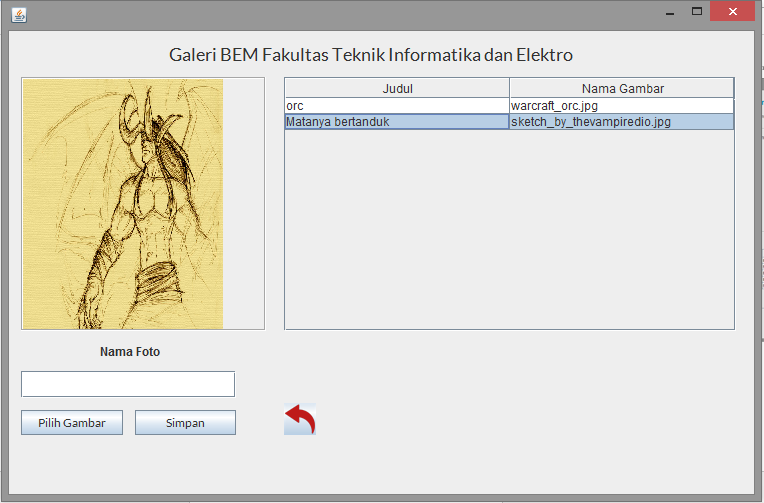 Galeri BEM Fakultas Teknik Informatika dan Elektro
Judul Nama Gambar
orc warcraft_orc.jpg
Matanya bertanduk sketch_by_thevampiredio.jpg
Nama Foto
Pilih Gambar Simpan